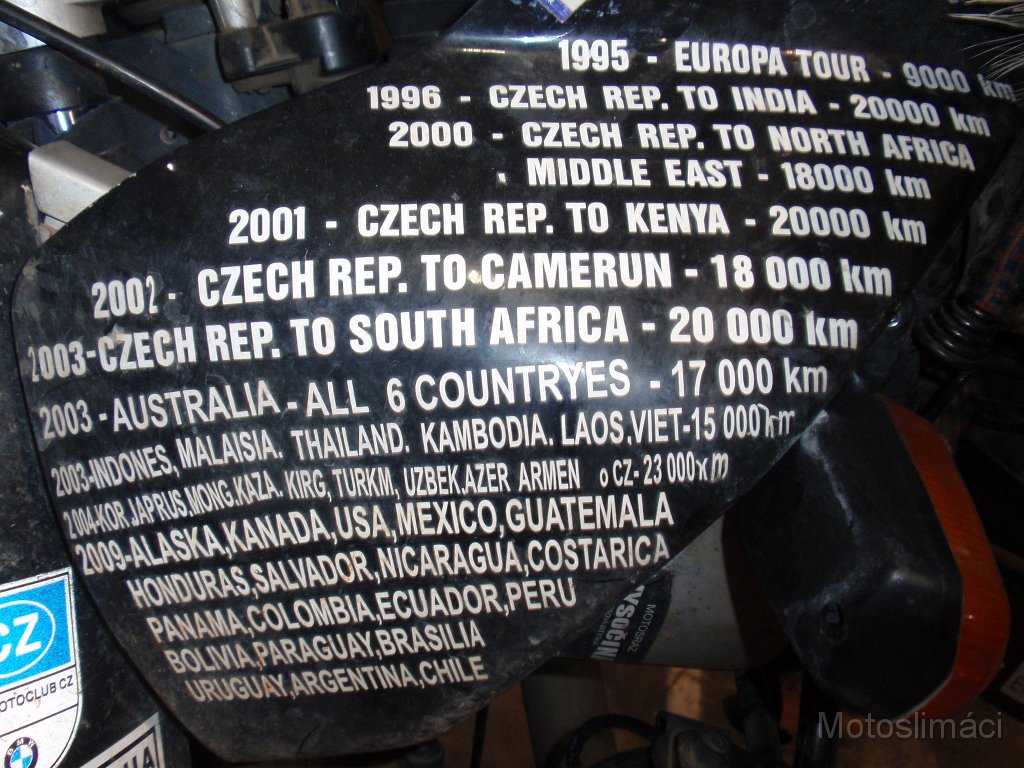 1995 - EUROPA TOUR - 9000 km
1996 - CZECH REP. TO INDIA - 20000 km
2000 - CZECH REP. TO NORTH AFRICA
MIDDLE EAST - 18000 km
2001 - CZECH REP. TO KENYA - 20000 km
2002 - CZECH REP. TO CAMERUN - 18 000 km
2003-CZECH REP. TO SOUTH AFRICA - 20 000 km
2003 - AUSTRALIA - ALL 6 COUNTRYES - 17 000 km
2003-INDONES, MALAISIA. THAILAND. KAMBODIA. LAOS.VIET-15 000 km
2004-KOR.JAP.RUS.MONG.KAZA. KIRG, TURKM, UZBEK.AZER ARMEN o CZ- 23 000 km
2009-ALASKA,KANADA,USA,MEXICO,GUATEMALA
HONDURAS,SALVADOR,NICARAGUA,COSTARICA
PANAMA,COLOMBIA,ECUADOR,PERU
BOLIVIA,PARAGUAY,BRASILIA
URUGUAY,ARGENTINA,CHILE
CZ
MOTOCLUB CZ
BMW
MOTOSRAZ
VYSOČIN
Motoslimáci